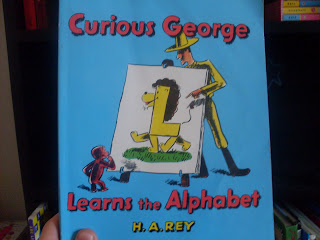 Curious George
L
Learns the Alphabet
H. A. REY